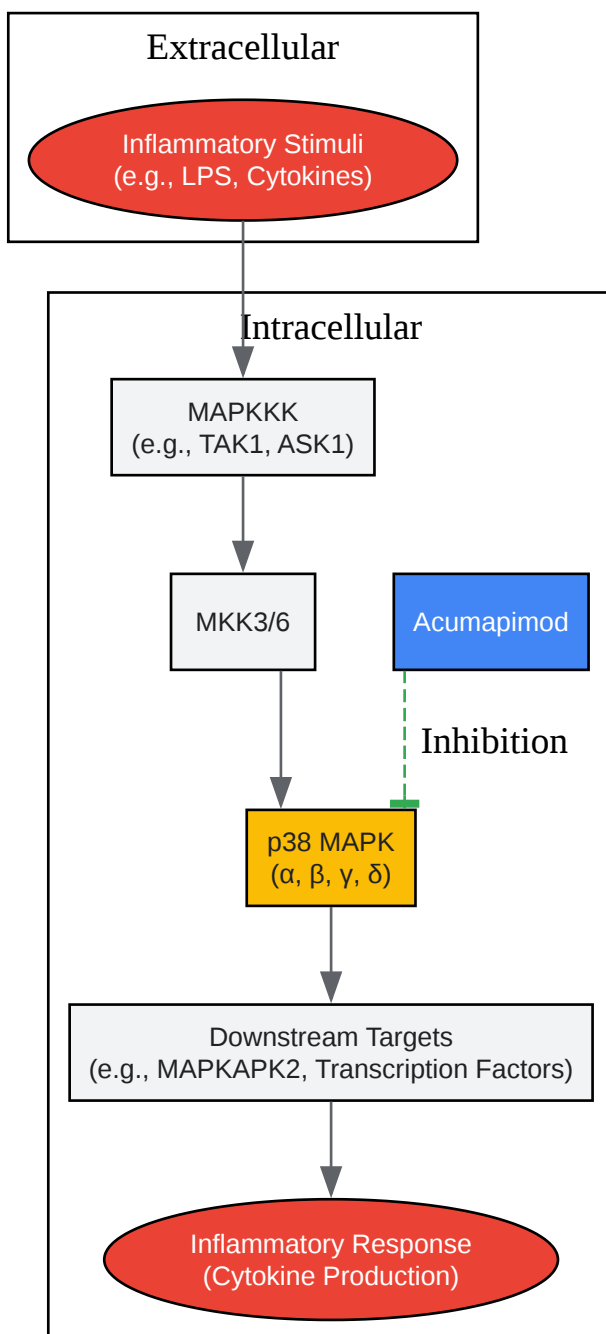 Extracellular
Inflammatory Stimuli
(e.g., LPS, Cytokines)
Intracellular
MAPKKK
(e.g., TAK1, ASK1)
MKK3/6
Acumapimod
Inhibition
p38 MAPK
(α, β, γ, δ)
Downstream Targets
(e.g., MAPKAPK2, Transcription Factors)
Inflammatory Response
(Cytokine Production)